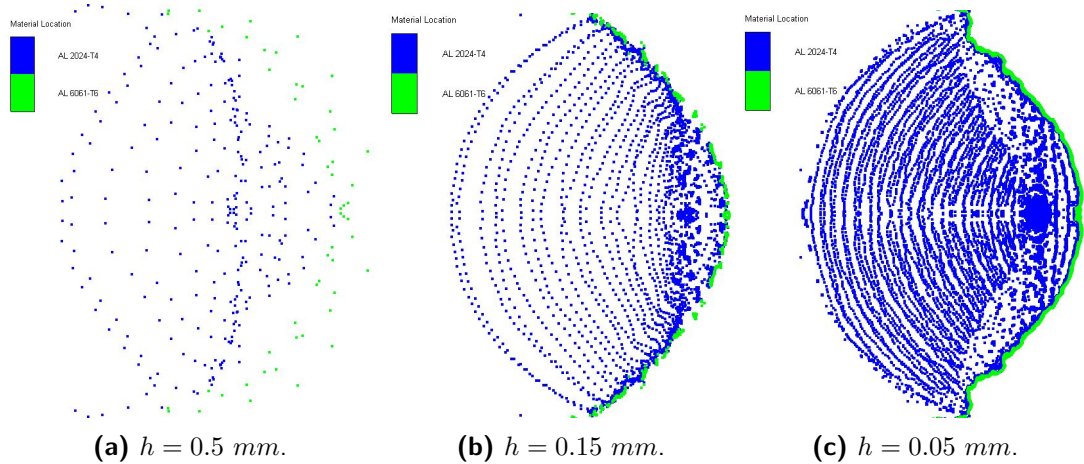 Material Location
AL 2024-T4
AL 6061-T6
Material Location
AL 2024-T4
AL 6061-T6
Material Location
AL 2024-T4
AL 6061-T6
(a) h = 0.5 mm.
(b) h = 0.15 mm.
(c) h = 0.05 mm.